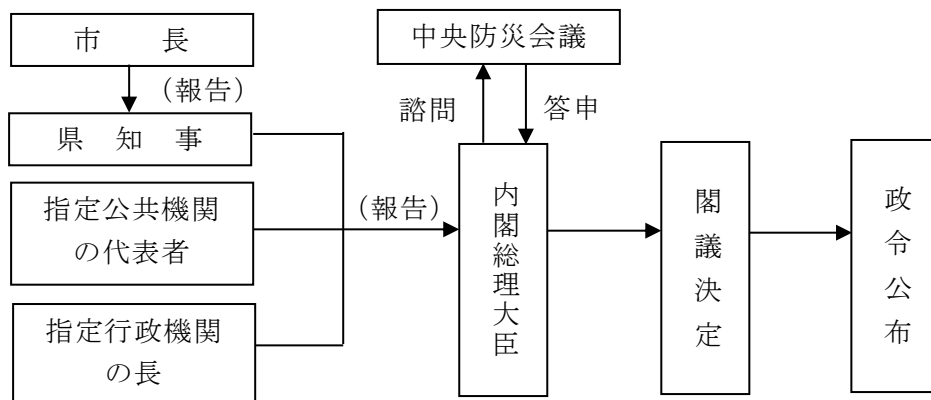 市　　長
（報告）
県　知　事
指定公共機関
の代表者
指定行政機関
の長
（報告）
中央防災会議
諮問
答申
内閣総理大臣
閣議決定
政令公布